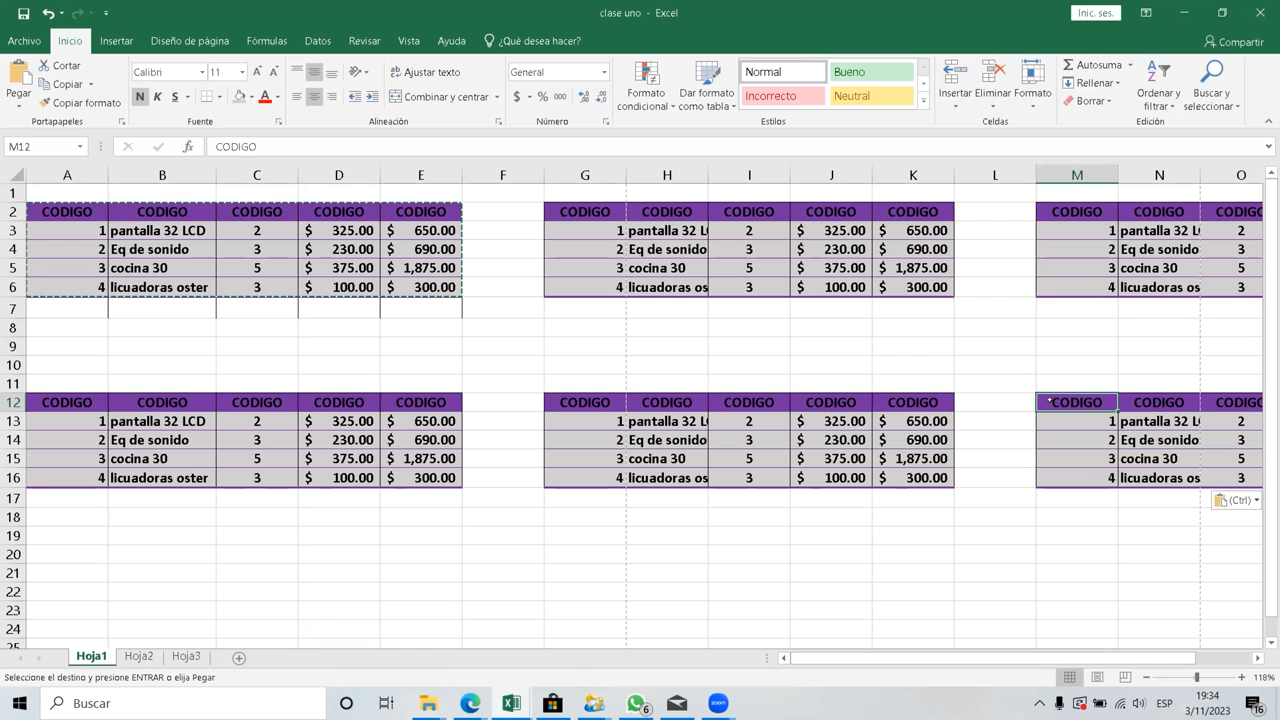 clase uno - Excel
Inic. ses.
Archivo Inicio Insertar Diseño de página Fórmulas Datos Revisar Vista Ayuda ¿Qué desea hacer? Compartir
Pegar
Cortar
Copiar
Copiar formato
Portapapeles
Calibri 11
N K S A
Fuente
Ajustar texto
Combinar y centrar
Alineación
General
$ % 000
Número
Formato condicional
Dar formato como tabla
Normal Bueno
Incorrecto Neutral
Estilos
Insertar Eliminar Formato
Celdas
Autosuma
Rellenar
Borrar
Ordenar y filtrar
Buscar y seleccionar
Edición
M12 fx CODIGO
A B C D E F G H I J K L M N O
1
2 CODIGO CODIGO CODIGO CODIGO CODIGO CODIGO CODIGO CODIGO CODIGO CODIGO CODIGO CODIGO CODIGO
3 1 pantalla 32 LCD 2 $ 325.00 $ 650.00 1 pantalla 32 L 2 $ 325.00 $ 650.00 1 pantalla 32 L 2
4 2 Eq de sonido 3 $ 230.00 $ 690.00 2 Eq de sonido 3 $ 230.00 $ 690.00 2 Eq de sonido 3
5 3 cocina 30 5 $ 375.00 $ 1,875.00 3 cocina 30 5 $ 375.00 $ 1,875.00 3 cocina 30 5
6 4 licuadoras oster 3 $ 100.00 $ 300.00 4 licuadoras os 3 $ 100.00 $ 300.00 4 licuadoras os 3
7
8
9
10
11
12 CODIGO CODIGO CODIGO CODIGO CODIGO CODIGO CODIGO CODIGO CODIGO CODIGO CODIGO CODIGO CODIGO
13 1 pantalla 32 LCD 2 $ 325.00 $ 650.00 1 pantalla 32 L 2 $ 325.00 $ 650.00 1 pantalla 32 L 2
14 2 Eq de sonido 3 $ 230.00 $ 690.00 2 Eq de sonido 3 $ 230.00 $ 690.00 2 Eq de sonido 3
15 3 cocina 30 5 $ 375.00 $ 1,875.00 3 cocina 30 5 $ 375.00 $ 1,875.00 3 cocina 30 5
16 4 licuadoras oster 3 $ 100.00 $ 300.00 4 licuadoras os 3 $ 100.00 $ 300.00 4 licuadoras os 3
17
(Ctrl)
18
19
20
21
22
23
24
25
Hoja1 Hoja2 Hoja3
Seleccione el destino y presione ENTRAR o elija Pegar
118%
Buscar
6
zoom
ESP
19:34
3/11/2023
16